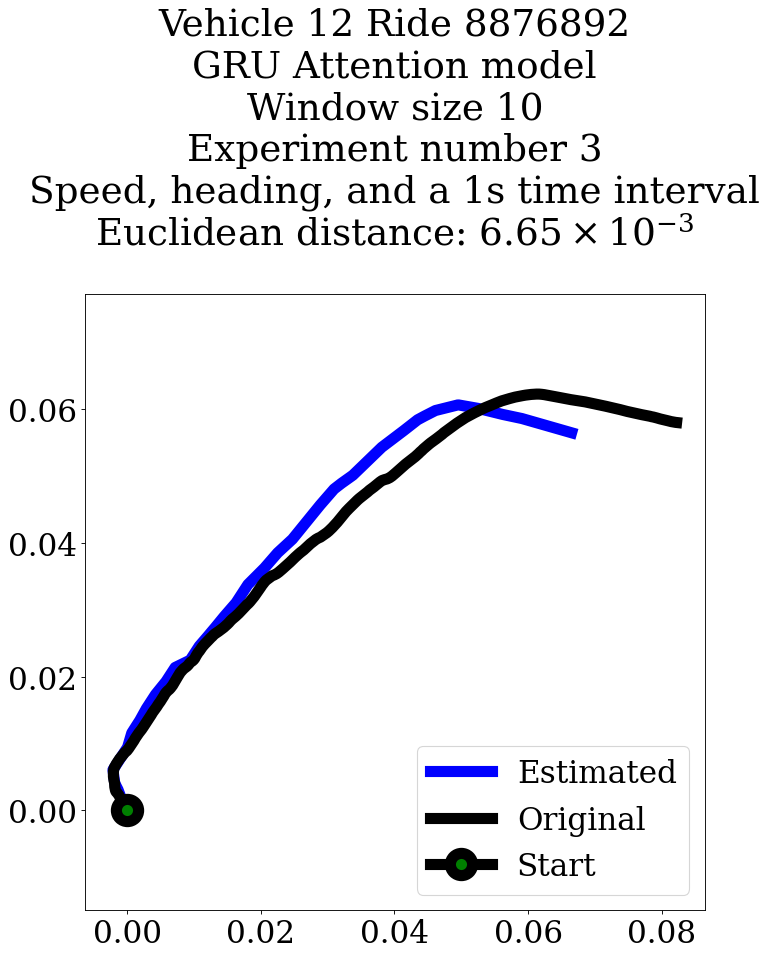 Vehicle 12 Ride 8876892
GRU Attention model
Window size 10
Experiment number 3
Speed, heading, and a 1s time interval
Euclidean distance: 6.65 × 10⁻³
0.06
0.04
0.02
0.00
Estimated
Original
Start
0.00 0.02 0.04 0.06 0.08